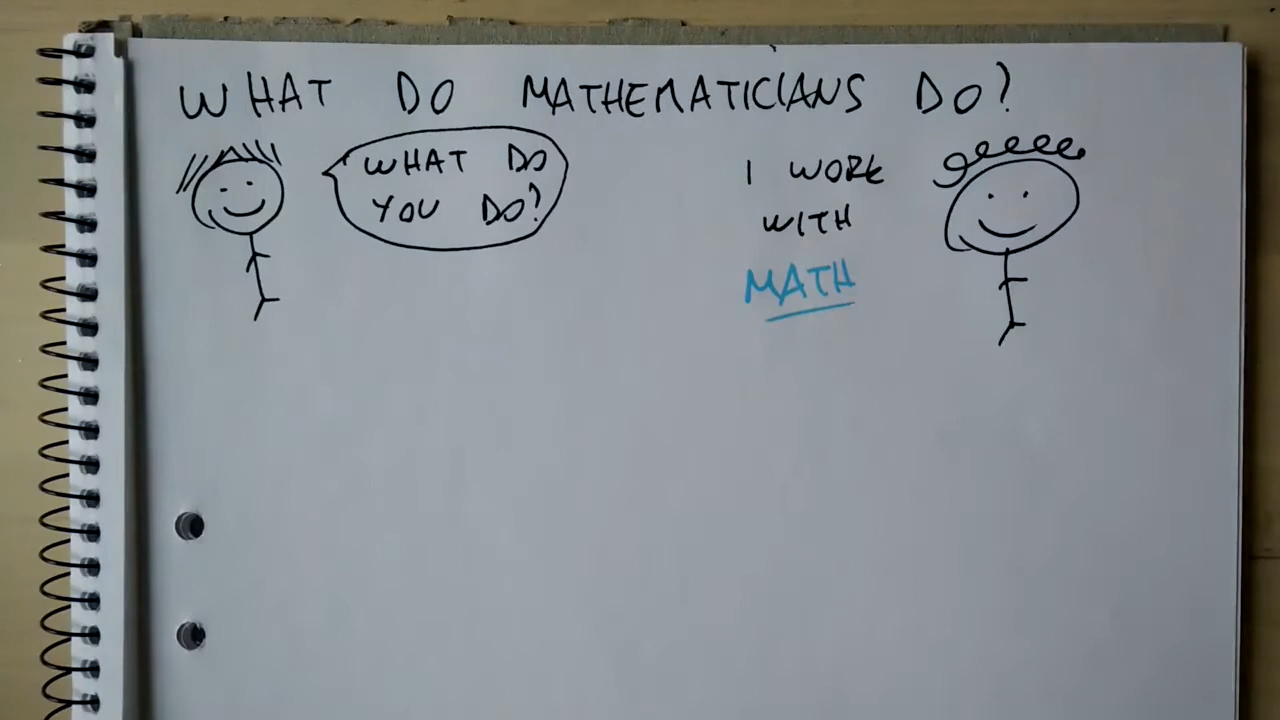 WHAT DO MATHEMATICIANS DO?
WHAT DO
YOU DO?
I WORK
WITH
MATH